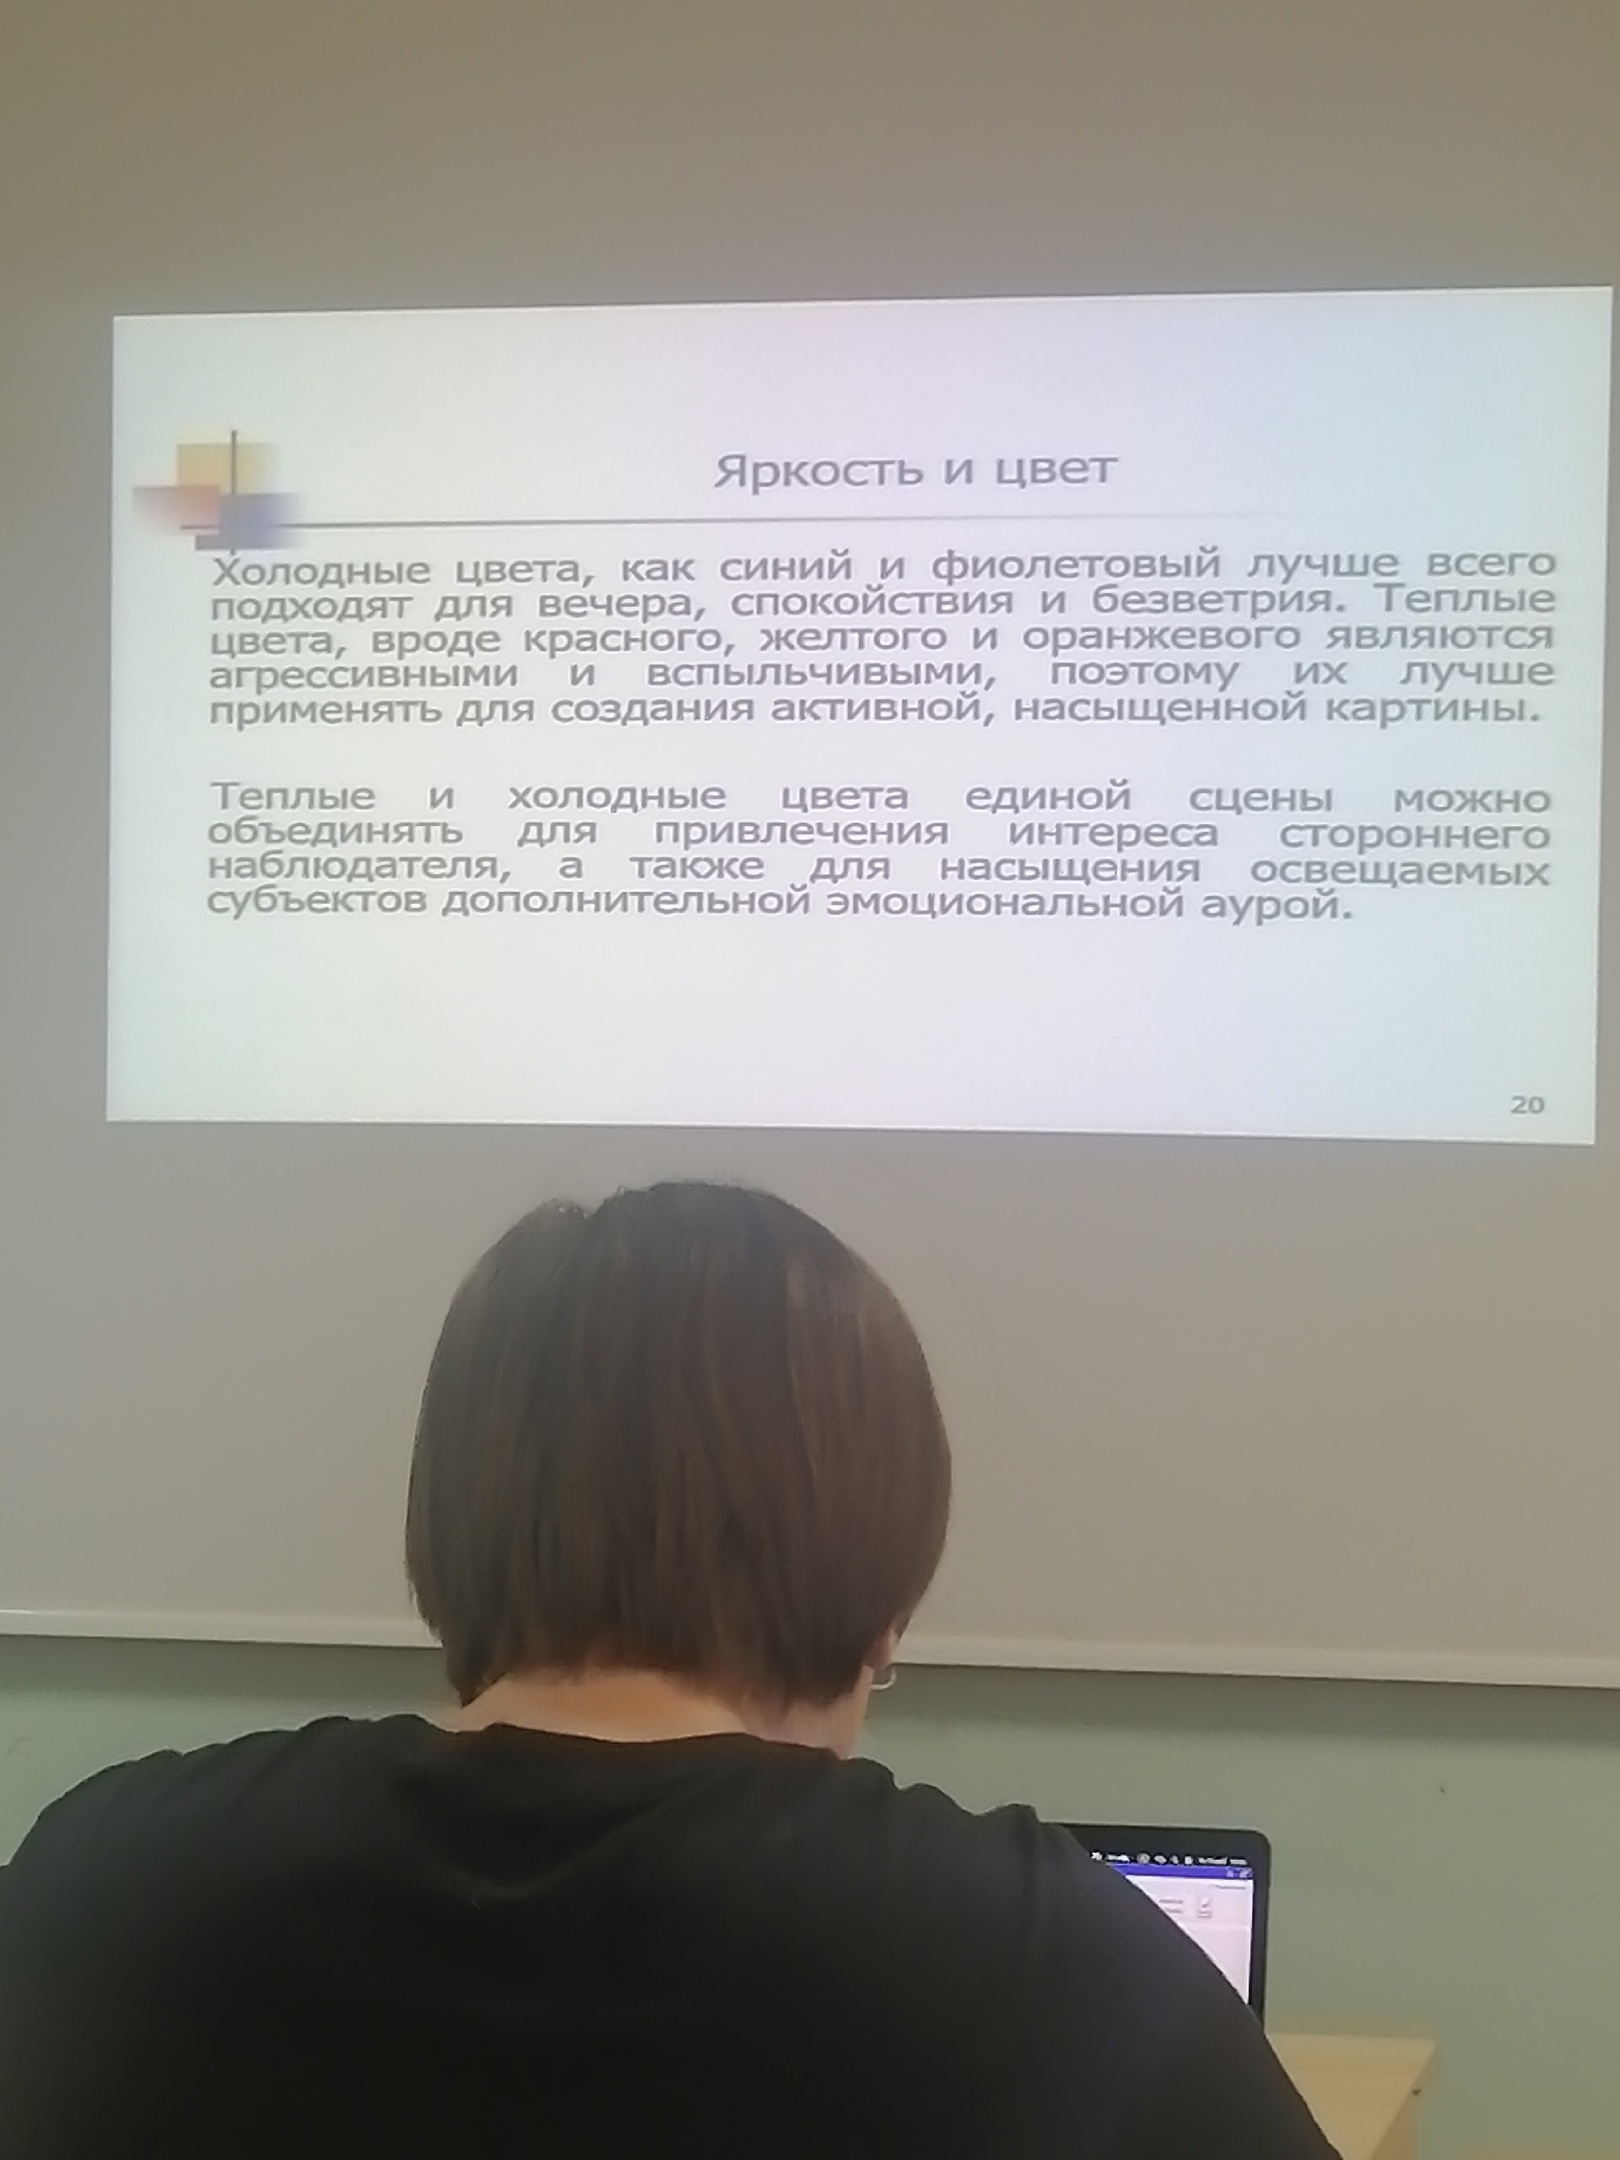 Яркость и цвет
Холодные цвета, как синий и фиолетовый лучше всего
подходят для вечера, спокойствия и безветрия. Теплые
цвета, вроде красного, желтого и оранжевого являются
агрессивными и вспыльчивыми, поэтому их лучше
применять для создания активной, насыщенной картины.
Теплые и холодные цвета единой сцены можно
объединять для привлечения интереса стороннего
наблюдателя, а также для насыщения освещаемых
субъектов дополнительной эмоциональной аурой.
20